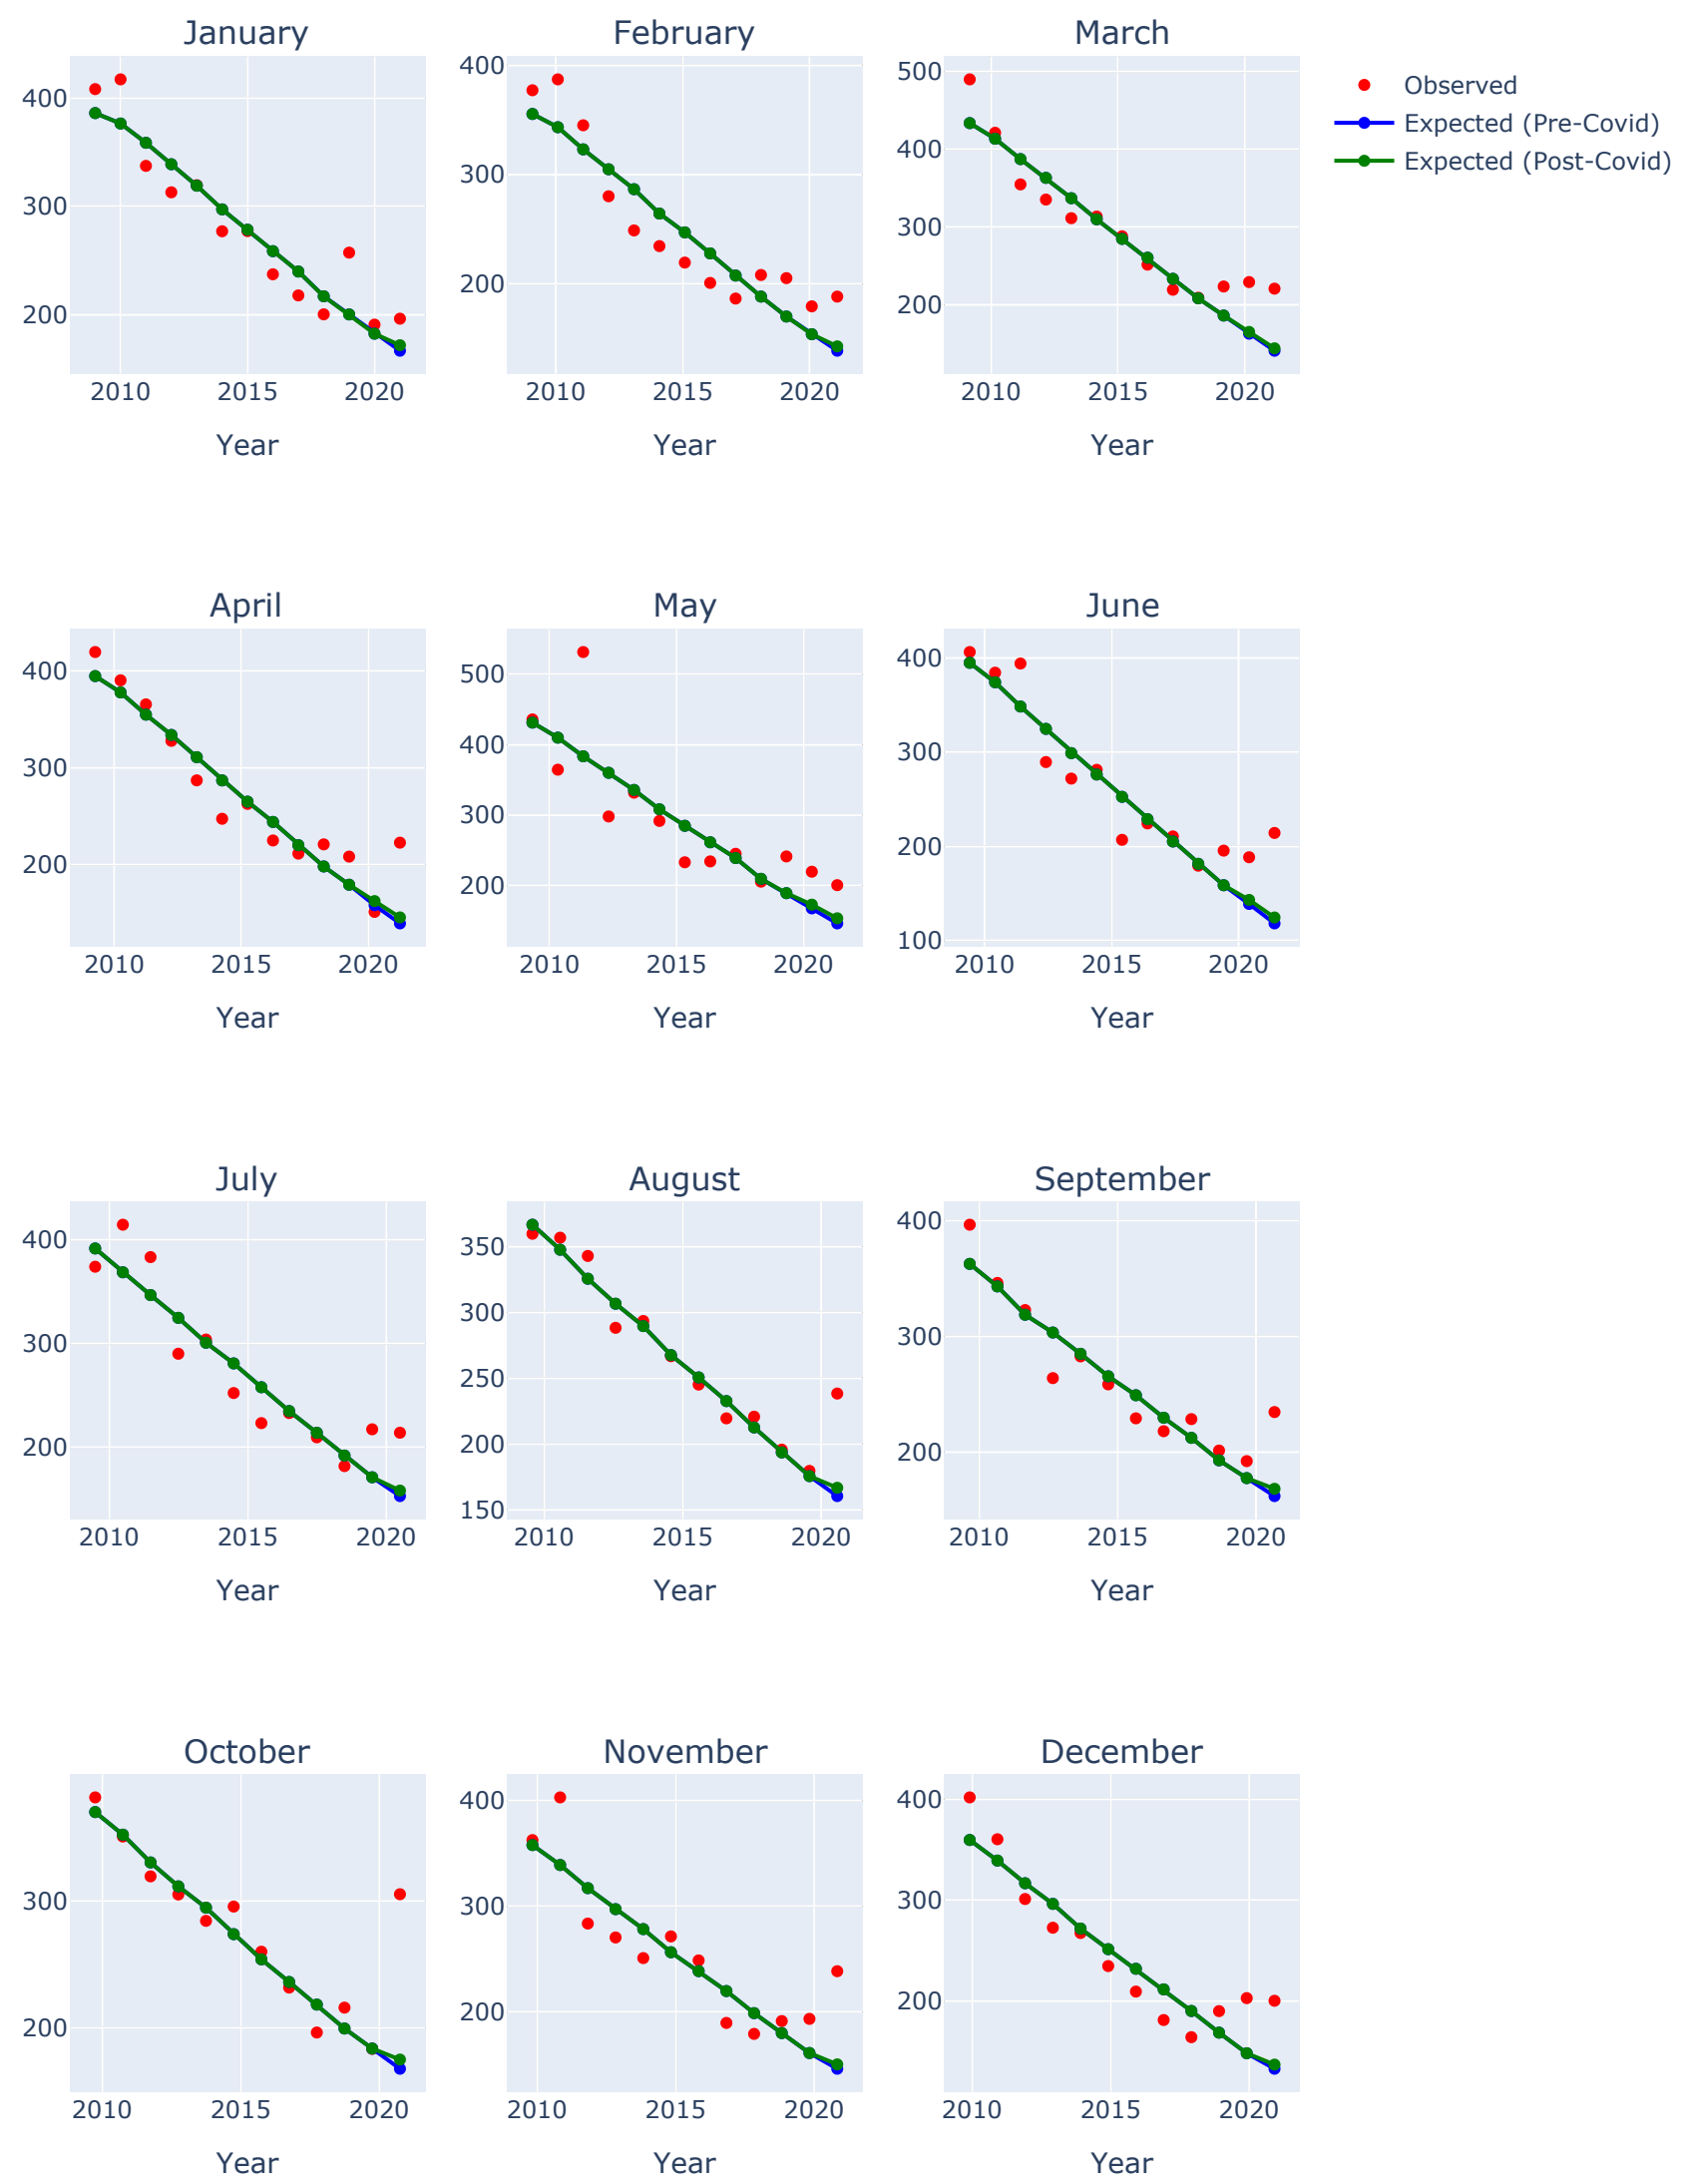 January February March
400
300
200
2010 2015 2020
Year
400
300
200
2010 2015 2020
Year
500
400
300
200
2010 2015 2020
Year
Observed
Expected (Pre-Covid)
Expected (Post-Covid)
April May June
400
300
200
2010 2015 2020
Year
500
400
300
200
2010 2015 2020
Year
400
300
200
100
2010 2015 2020
Year
July August September
400
300
200
2010 2015 2020
Year
350
300
250
200
150
2010 2015 2020
Year
400
300
200
2010 2015 2020
Year
October November December
300
200
2010 2015 2020
Year
400
300
200
2010 2015 2020
Year
400
300
200
2010 2015 2020
Year